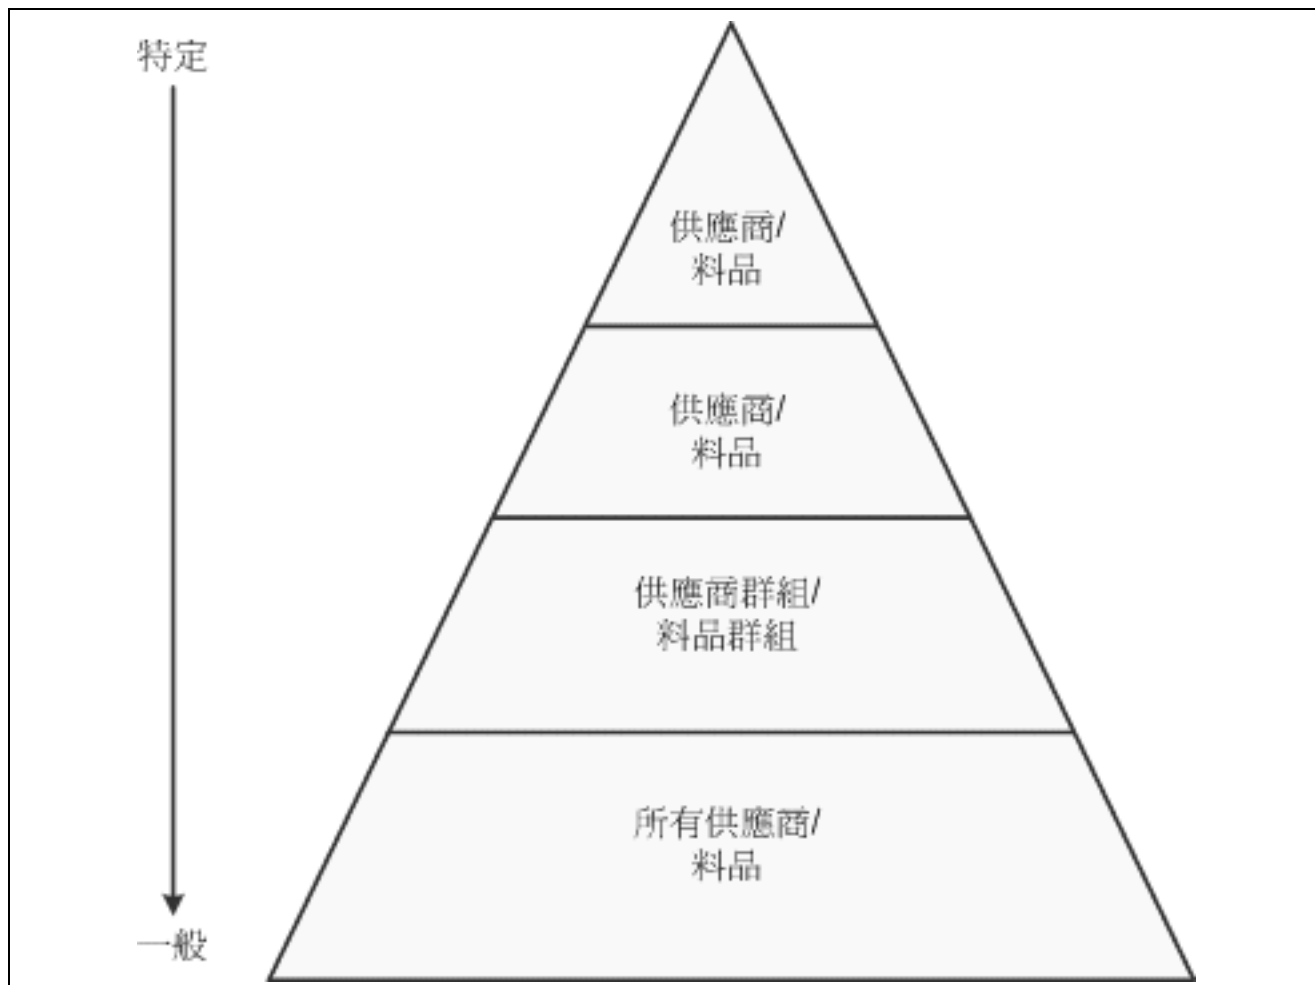 特定
供應商/
料品
供應商/
料品
供應商群組/
料品群組
所有供應商/
料品
一般